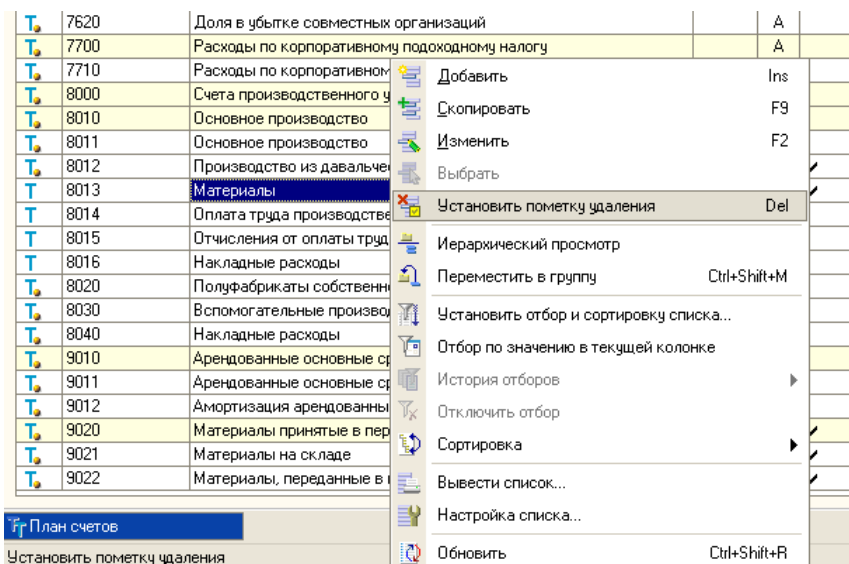 7620 Доля в убытке совместных организаций А
7700 Расходы по корпоративному подоходному налогу А
7710 Расходы по корпоративном
8000 Счета производственного у
8010 Основное производство
8011 Основное производство
8012 Производство из давальче
8013 Материалы
8014 Оплата труда производстве
8015 Отчисления от оплаты труд
8016 Накладные расходы
8020 Полуфабрикаты собственн
8030 Вспомогательные произво
8040 Накладные расходы
9010 Арендованные основные ср
9011 Арендованные основные ср
9012 Амортизация арендованны
9020 Материалы принятые в пер
9021 Материалы на складе
9022 Материалы, переданные в
Добавить Ins
Скопировать F9
Изменить F2
Выбрать
Установить пометку удаления Del
Иерархический просмотр
Переместить в группу Ctrl+Shift+M
Установить отбор и сортировку списка...
Отбор по значению в текущей колонке
История отборов
Отключить отбор
Сортировка
Вывести список...
Настройка списка...
Обновить Ctrl+Shift+R
План счетов
Установить пометку удаления